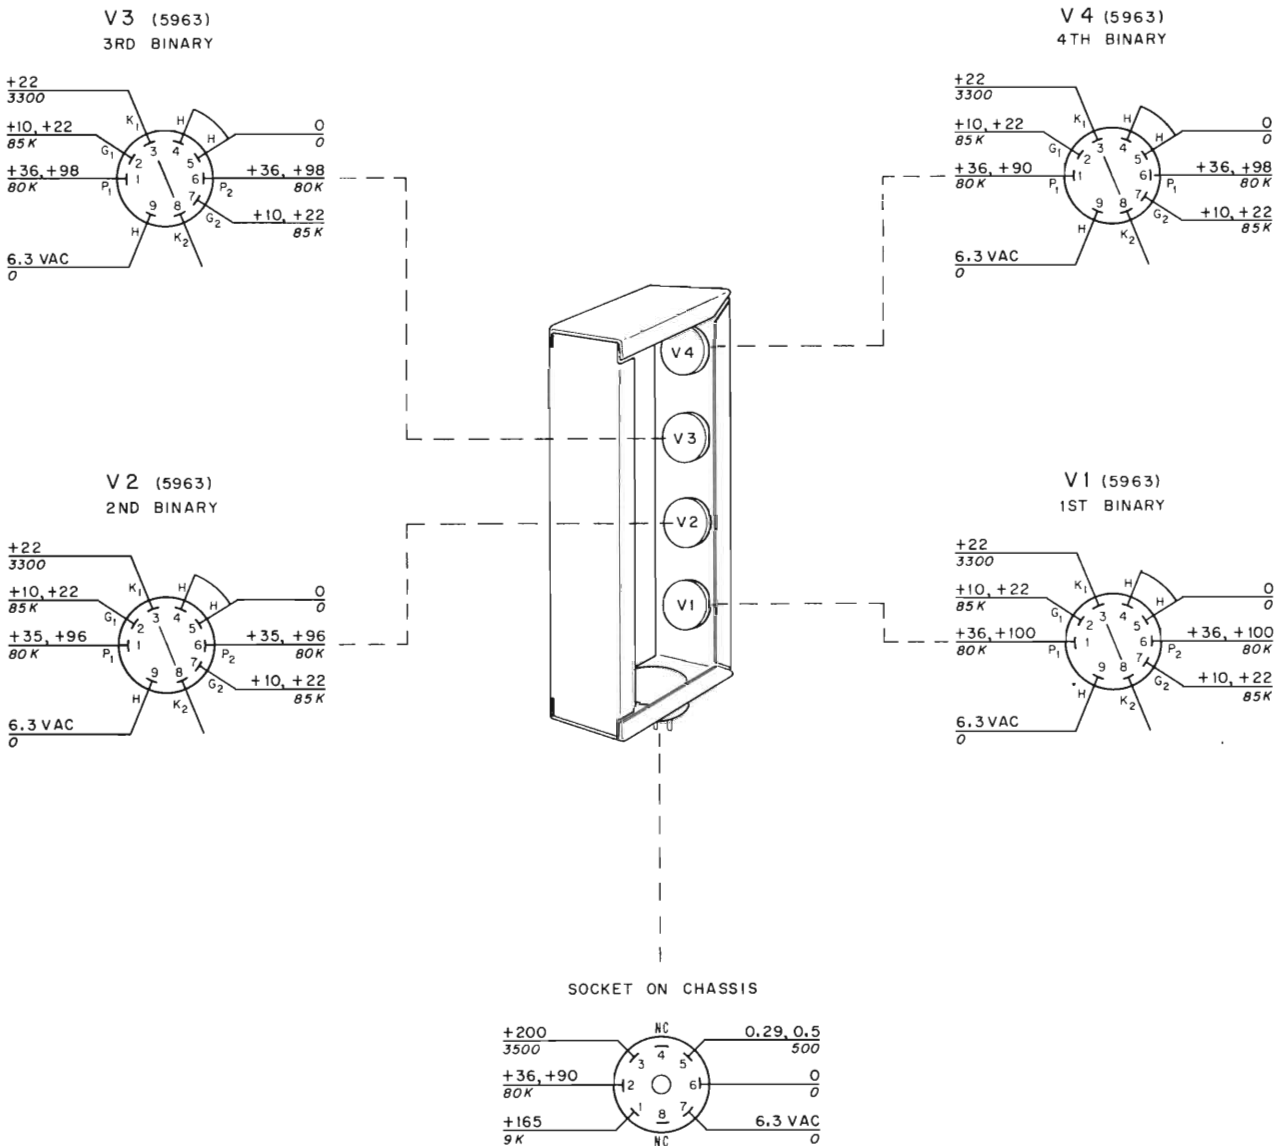 V3 (5963)
3RD BINARY
+22
3300
K1
H
+10, +22
85K
G1
H
0
0
3
4
2
5
+36, +98
80K
P1
1
6
P2
+36, +98
80K
9
8
7
G2
+10, +22
85K
H
K2
6.3 VAC
0
V4 (5963)
4TH BINARY
+22
3300
K1
H
+10, +22
85K
G1
H
0
0
3
4
2
5
+36, +90
80K
P1
1
6
P1
+36, +98
80K
9
8
7
G2
+10, +22
85K
H
K2
6.3 VAC
0
V4
V3
V2
V1
V2 (5963)
2ND BINARY
+22
3300
K1
H
+10, +22
85K
G1
H
0
0
3
4
2
5
+35, +96
80K
P1
1
6
P2
+35, +96
80K
9
8
7
G2
+10, +22
85K
H
K2
6.3 VAC
0
V1 (5963)
1ST BINARY
+22
3300
K1
H
+10, +22
85K
G1
H
0
0
3
4
2
5
+36, +100
80K
P1
1
6
P2
+36, +100
80K
9
8
7
G2
+10, +22
85K
H
K2
6.3 VAC
0
SOCKET ON CHASSIS
+200
3500
NC
0.29, 0.5
500
3
4
5
+36, +90
80K
2
6
0
0
1
8
7
+165
9K
NC
6.3 VAC
0